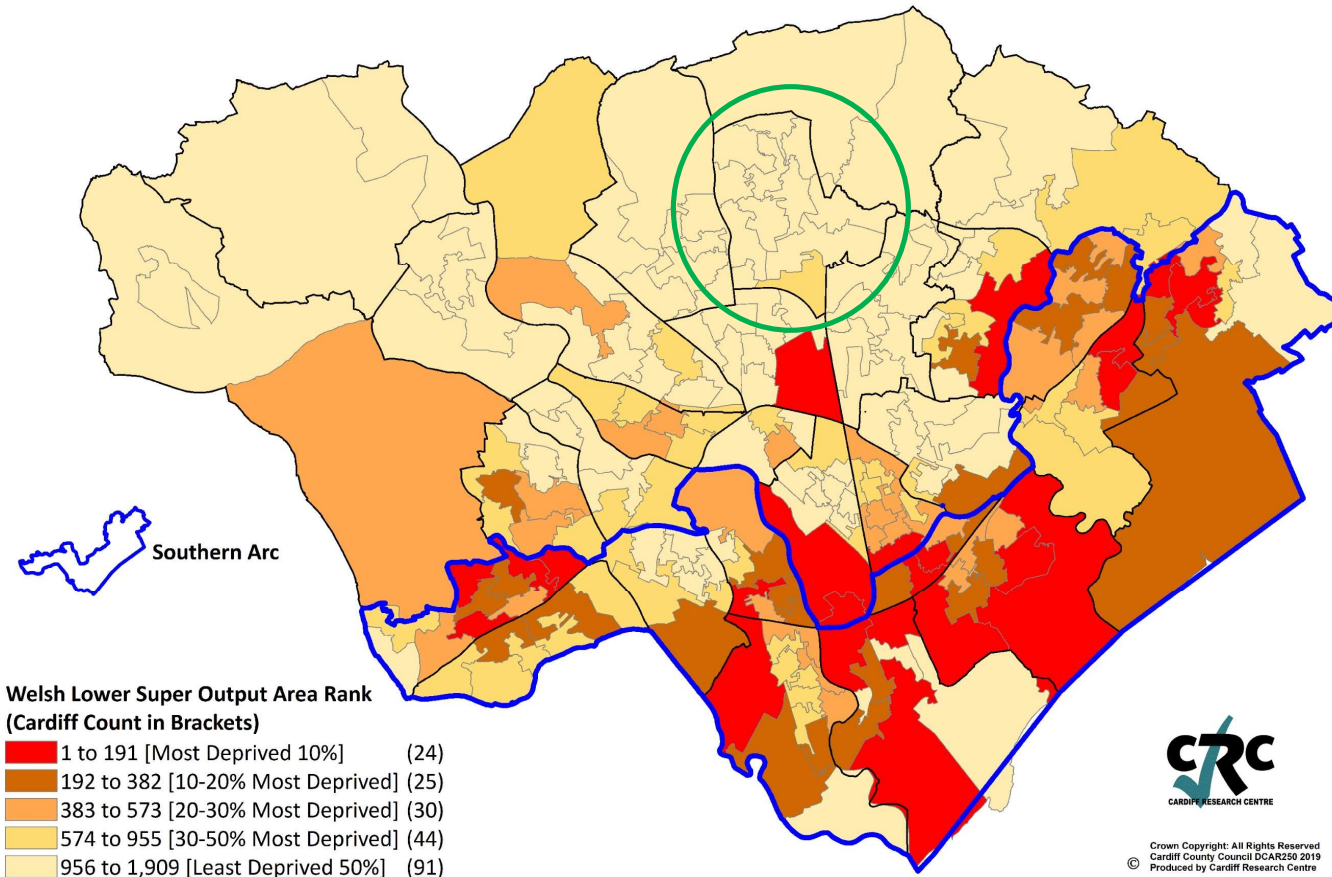 Southern Arc
Welsh Lower Super Output Area Rank
(Cardiff Count in Brackets)
1 to 191 [Most Deprived 10%] (24)
192 to 382 [10-20% Most Deprived] (25)
383 to 573 [20-30% Most Deprived] (30)
574 to 955 [30-50% Most Deprived] (44)
956 to 1,909 [Least Deprived 50%] (91)
CRC
CARDIFF RESEARCH CENTRE
Crown Copyright: All Rights Reserved
© Cardiff County Council DCAR250 2019
Produced by Cardiff Research Centre